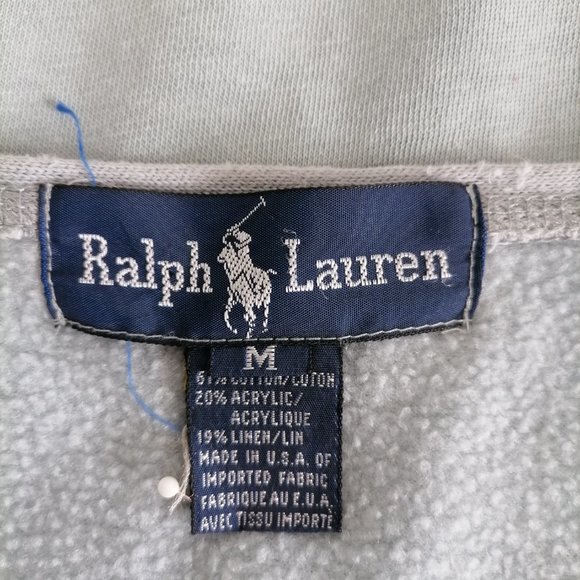 Ralph Lauren
M
61% COTTON/COTON
20% ACRYLIC/
ACRYLIQUE
19% LINEN/LIN
MADE IN U.S.A. OF
IMPORTED FABRIC
FABRIQUE AU E.U.A.
AVEC TISSU IMPORTÉ